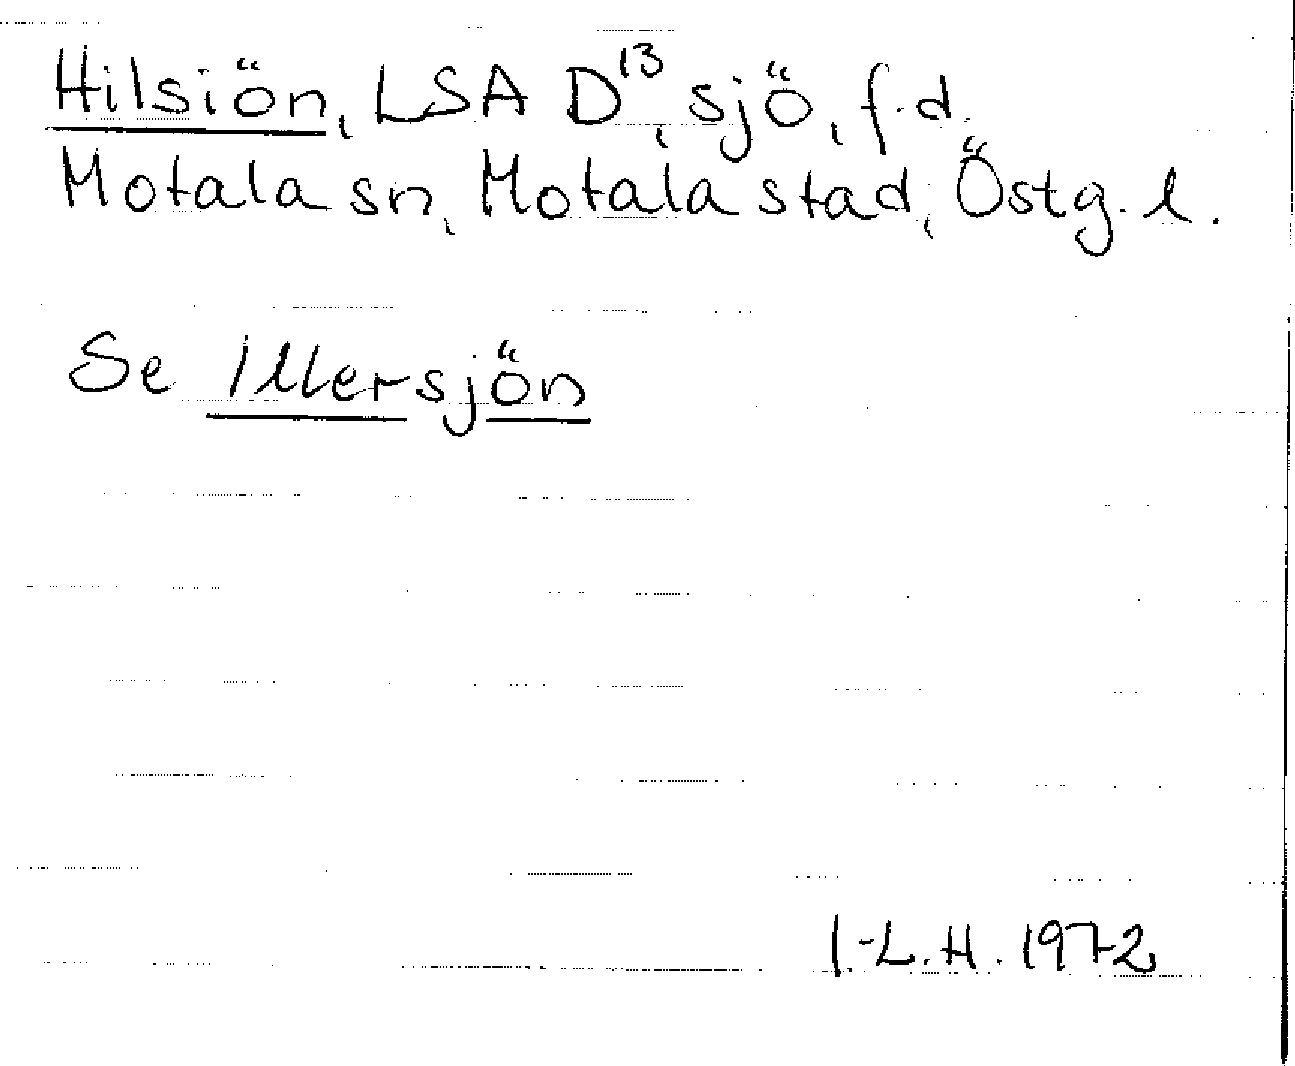 Hilsiön, LSA D¹³, sjö, f.d.
Motala sn, Motala stad, Östg. l.
Se Illersjön
I.-L.H. 1972